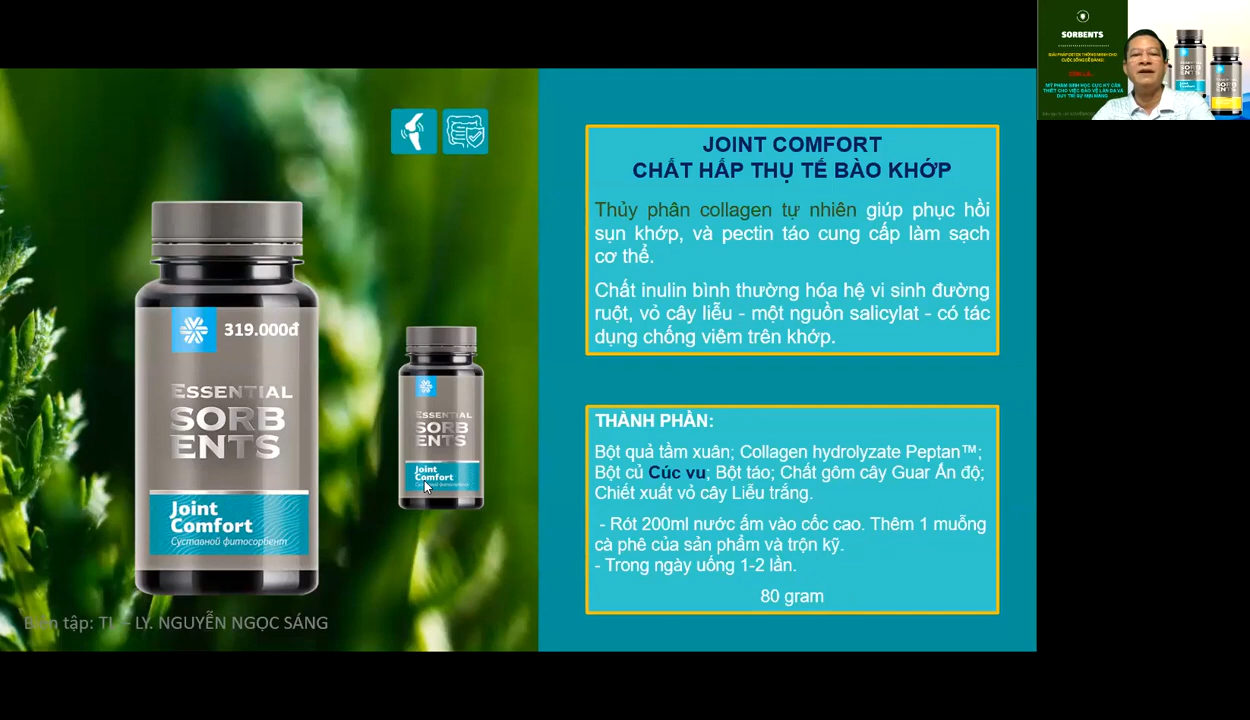 319.000đ
ESSENTIAL
SORB
ENTS
Joint
Comfort
Суставной фитосорбент
ESSENTIAL
SORB
ENTS
Joint
Comfort
tập:
LY. NGUYỄN NGỌC SÁNG
JOINT COMFORT
CHẤT HẤP THỤ TẾ BÀO KHỚP
Thủy phân collagen tự nhiên giúp phục hồi
sụn khớp, và pectin táo cung cấp làm sạch
cơ thể.
Chất inulin bình thường hóa hệ vi sinh đường
ruột, vỏ cây liễu - một nguồn salicylat - có tác
dụng chống viêm trên khớp.
THÀNH PHẦN:
Bột quả tầm xuân; Collagen hydrolyzate Peptan™;
Bột củ Cúc vu; Bột táo; Chất gôm cây Guar Ấn độ;
Chiết xuất vỏ cây Liễu trắng.
- Rót 200ml nước ấm vào cốc cao. Thêm 1 muỗng
cà phê của sản phẩm và trộn kỹ.
- Trong ngày uống 1-2 lần.
80 gram
SORBENTS